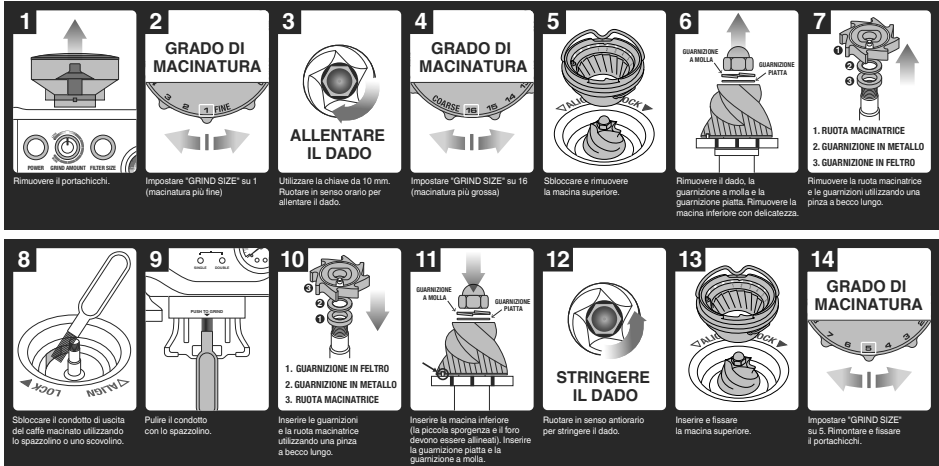 1
POWER GRIND AMOUNT FILTER SIZE
Rimuovere il portachicchi.
2
GRADO DI
MACINATURA
3 2 1 FINE
Impostare "GRIND SIZE" su 1
(macinatura più fine)
3
ALLENTARE
IL DADO
Utilizzare la chiave da 10 mm.
Ruotare in senso orario per
allentare il dado.
4
GRADO DI
MACINATURA
COARSE 16 15 14
Impostare "GRIND SIZE" su 16
(macinatura più grossa)
5
Sbloccare e rimuovere
la macina superiore.
6
GUARNIZIONE
A MOLLA
GUARNIZIONE
PIATTA
Rimuovere il dado, la
guarnizione a molla e la
guarnizione piatta. Rimuovere la
macina inferiore con delicatezza.
7
1
2
3
1. RUOTA MACINATRICE
2. GUARNIZIONE IN METALLO
3. GUARNIZIONE IN FELTRO
Rimuovere la ruota macinatrice
e le guarnizioni utilizzando una
pinza a becco lungo.
8
LOCK ALIGN
Sbloccare il condotto di uscita
del caffè macinato utilizzando
lo spazzolino o uno scovolino.
9
SINGLE DOUBLE
PUSH TO GRIND
Pulire il condotto
con lo spazzolino.
10
3
2
1
1. GUARNIZIONE IN FELTRO
2. GUARNIZIONE IN METALLO
3. RUOTA MACINATRICE
Inserire le guarnizioni
e la ruota macinatrice
utilizzando una pinza
a becco lungo.
11
GUARNIZIONE
A MOLLA
GUARNIZIONE
PIATTA
Inserire la macina inferiore
(la piccola sporgenza e il foro
devono essere allineati). Inserire
la guarnizione piatta e la
guarnizione a molla.
12
STRINGERE
IL DADO
Ruotare in senso antiorario
per stringere il dado.
13
Inserire e fissare
la macina superiore.
14
GRADO DI
MACINATURA
7 6 5 4 3
Impostare "GRIND SIZE"
su 5. Rimontare e fissare
il portachicchi.